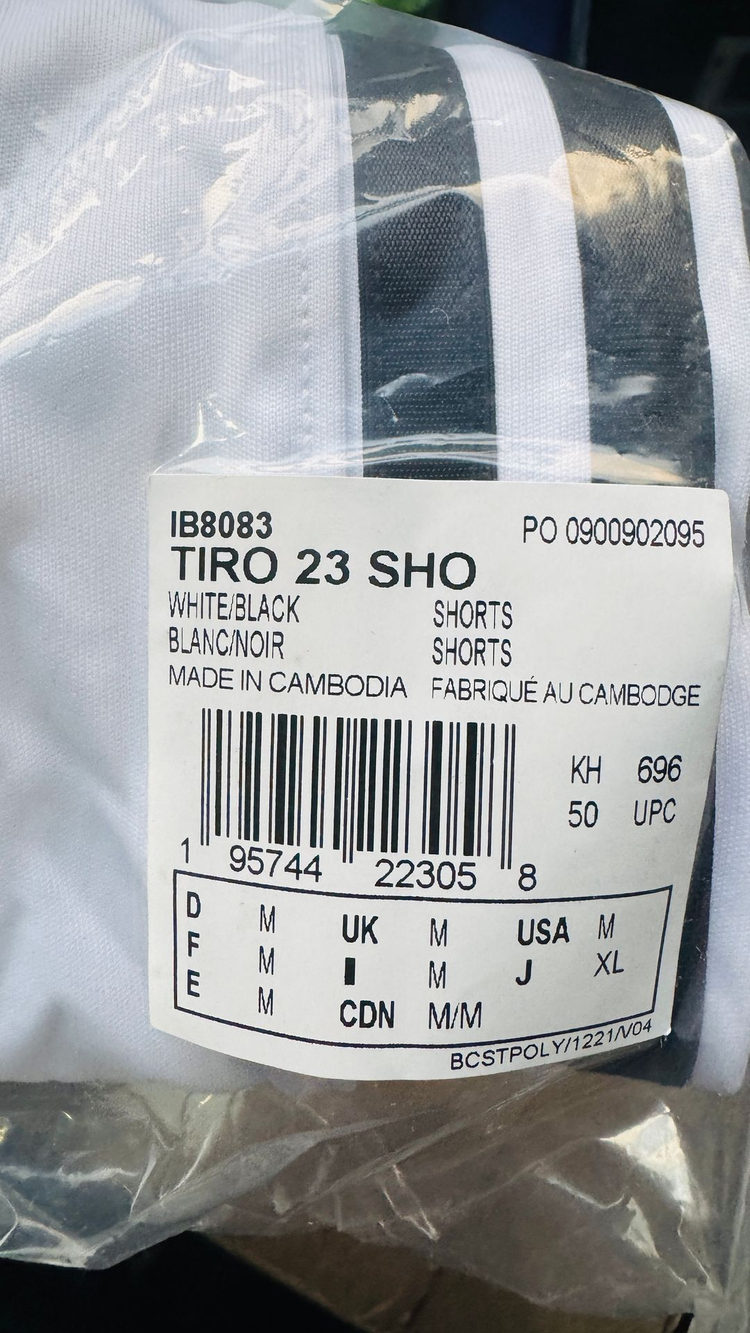 IB8083 PO 0900902095
TIRO 23 SHO
WHITE/BLACK SHORTS
BLANC/NOIR SHORTS
MADE IN CAMBODIA FABRIQUÉ AU CAMBODGE
KH 696
50 UPC
1 95744 22305 8
D M UK M USA M
F M I M J XL
E M CDN M/M
BCSTPOLY/1221/V04